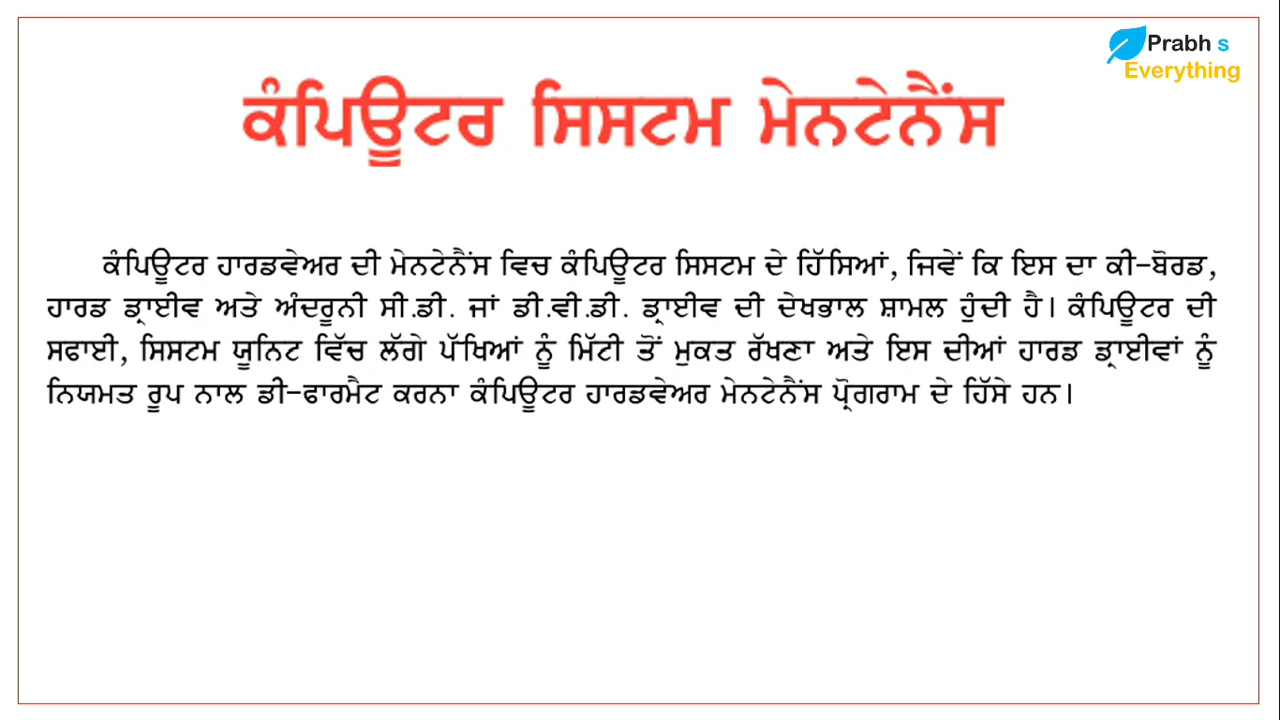 Prabh s
Everything
ਕੰਪਿਊਟਰ ਸਿਸਟਮ ਮੇਨਟੇਨੈਂਸ
ਕੰਪਿਊਟਰ ਹਾਰਡਵੇਅਰ ਦੀ ਮੇਨਟੇਨੈਂਸ ਵਿਚ ਕੰਪਿਊਟਰ ਸਿਸਟਮ ਦੇ ਹਿੱਸਿਆਂ, ਜਿਵੇਂ ਕਿ ਇਸ ਦਾ ਕੀ-ਬੋਰਡ,
ਹਾਰਡ ਡ੍ਰਾਈਵ ਅਤੇ ਅੰਦਰੂਨੀ ਸੀ.ਡੀ. ਜਾਂ ਡੀ.ਵੀ.ਡੀ. ਡ੍ਰਾਈਵ ਦੀ ਦੇਖਭਾਲ ਸ਼ਾਮਲ ਹੁੰਦੀ ਹੈ। ਕੰਪਿਊਟਰ ਦੀ
ਸਫਾਈ, ਸਿਸਟਮ ਯੂਨਿਟ ਵਿੱਚ ਲੱਗੇ ਪੱਖਿਆਂ ਨੂੰ ਮਿੱਟੀ ਤੋਂ ਮੁਕਤ ਰੱਖਣਾ ਅਤੇ ਇਸ ਦੀਆਂ ਹਾਰਡ ਡ੍ਰਾਈਵਾਂ ਨੂੰ
ਨਿਯਮਤ ਰੂਪ ਨਾਲ ਡੀ-ਫਾਰਮੈਟ ਕਰਨਾ ਕੰਪਿਊਟਰ ਹਾਰਡਵੇਅਰ ਮੇਨਟੇਨੈਂਸ ਪ੍ਰੋਗਰਾਮ ਦੇ ਹਿੱਸੇ ਹਨ।